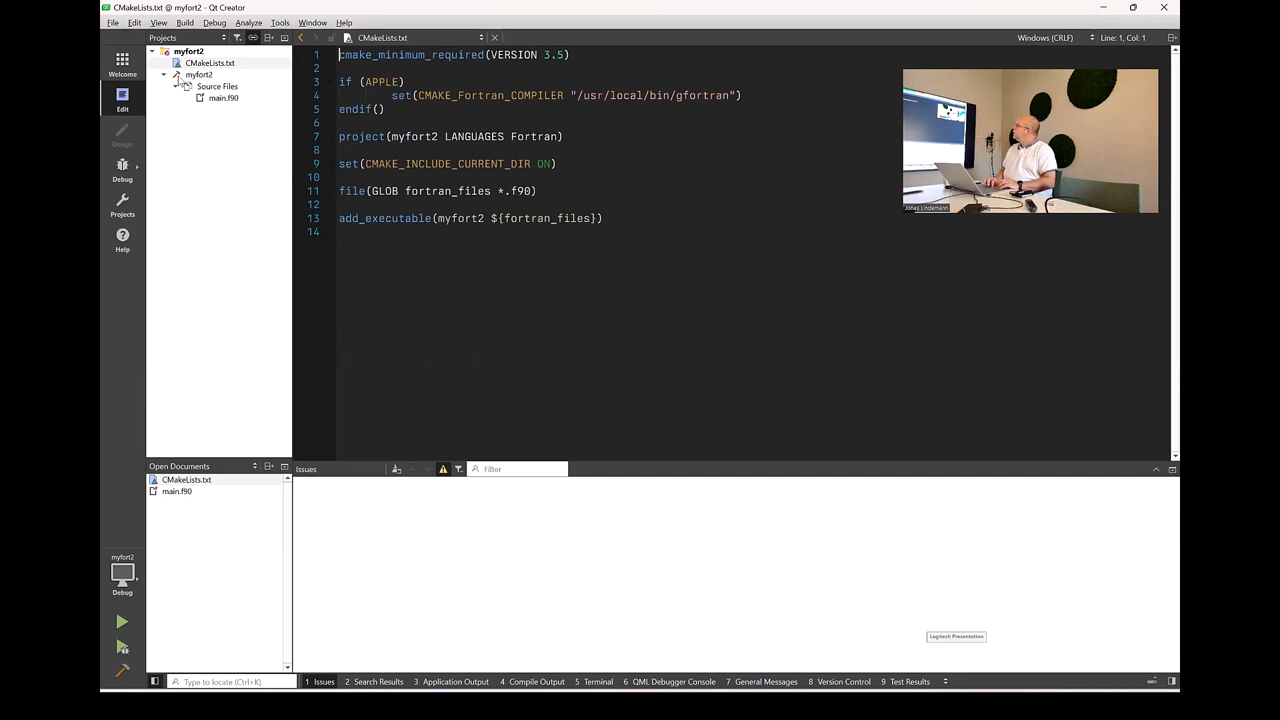 CMakeLists.txt @ myfort2 - Qt Creator
File Edit View Build Debug Analyze Tools Window Help
Projects
CMakeLists.txt
Windows (CRLF)
Line: 1, Col: 1
myfort2
CMakeLists.txt
myfort2
Source Files
main.f90
Welcome
Edit
Design
Debug
Projects
Help
1 cmake_minimum_required(VERSION 3.5)
2
3 if (APPLE)
4 set(CMAKE_Fortran_COMPILER "/usr/local/bin/gfortran")
5 endif()
6
7 project(myfort2 LANGUAGES Fortran)
8
9 set(CMAKE_INCLUDE_CURRENT_DIR ON)
10
11 file(GLOB fortran_files *.f90)
12
13 add_executable(myfort2 ${fortran_files})
14
Jonas Lindemann
Open Documents
CMakeLists.txt
main.f90
Issues
Filter
myfort2
Debug
Logitech Presentation
Type to locate (Ctrl+K)
1 Issues 2 Search Results 3 Application Output 4 Compile Output 5 Terminal 6 QML Debugger Console 7 General Messages 8 Version Control 9 Test Results